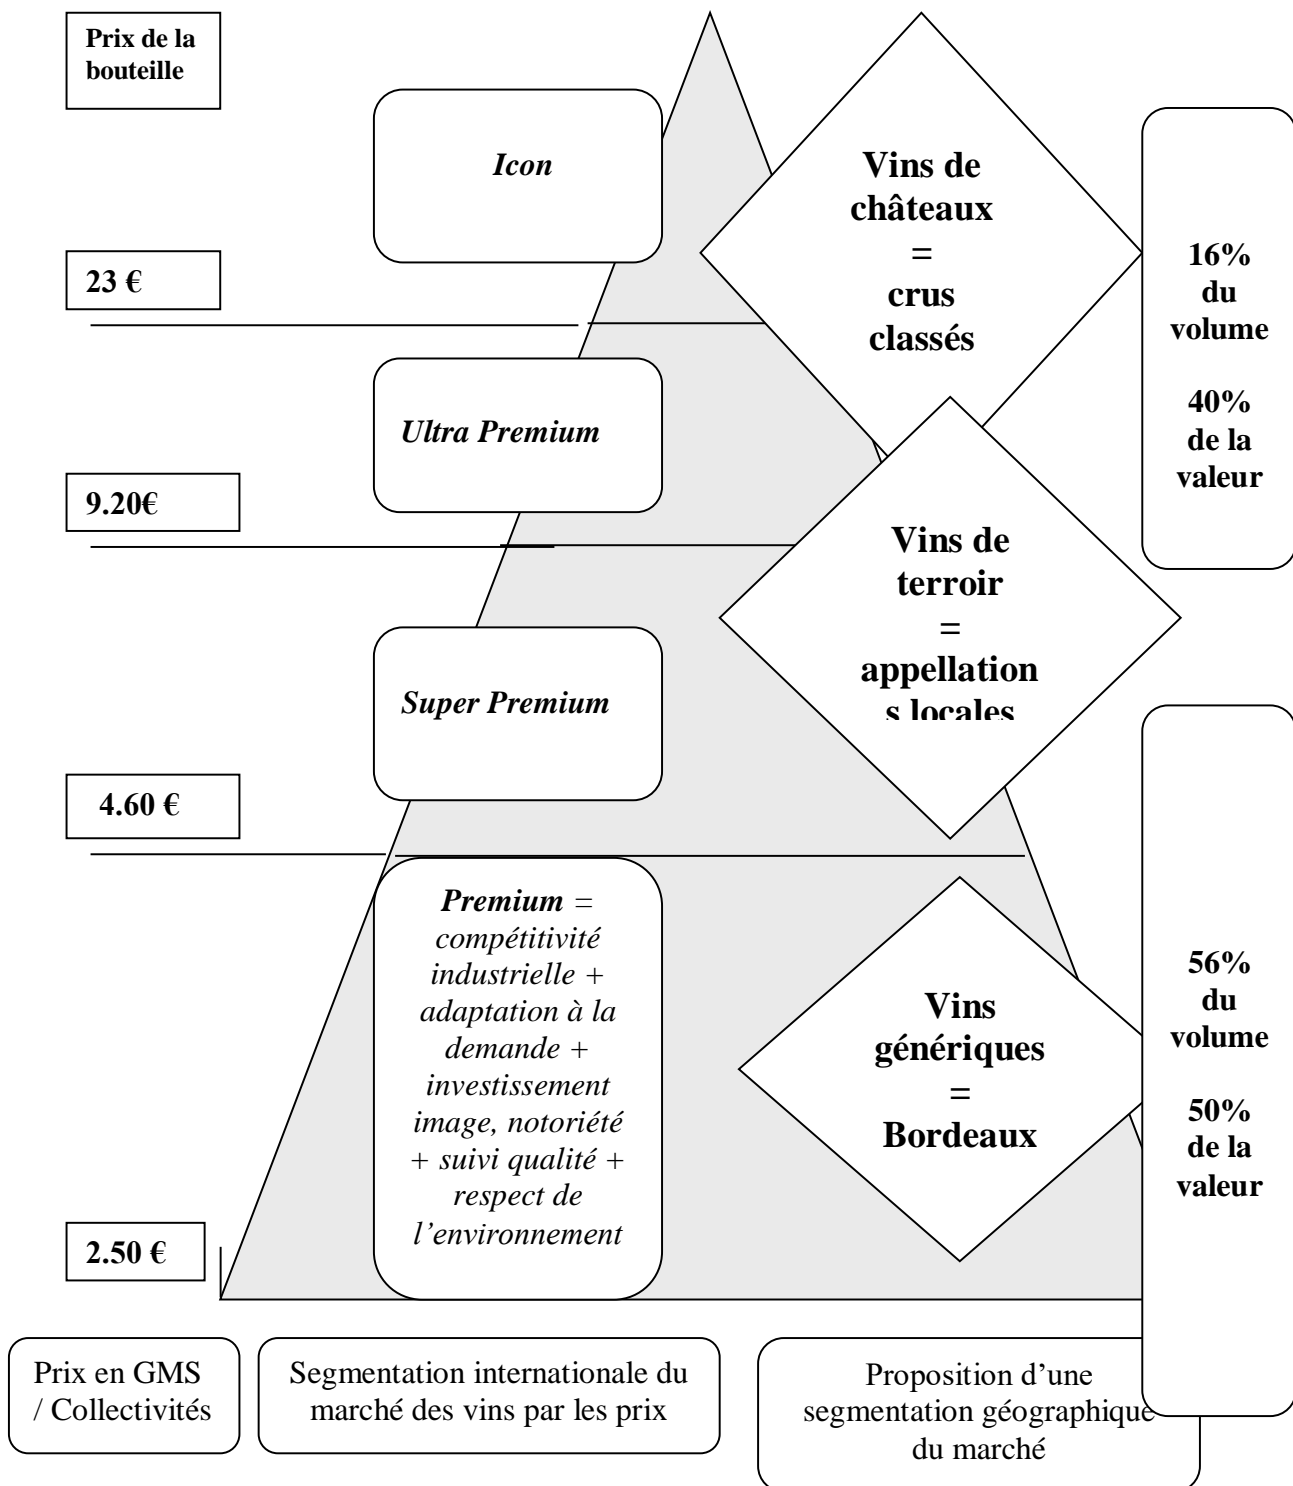 Prix de la
bouteille
Icon
Vins de
châteaux
=
crus
classés
16%
du
volume
40%
de la
valeur
23 €
Ultra Premium
9.20€
Vins de
terroir
=
appellation
s locales
Super Premium
4.60 €
Premium =
compétitivité
industrielle +
adaptation à la
demande +
investissement
image, notoriété
+ suivi qualité +
respect de
l’environnement
Vins
génériques
=
Bordeaux
56%
du
volume
50%
de la
valeur
2.50 €
Prix en GMS
/ Collectivités
Segmentation internationale du
marché des vins par les prix
Proposition d’une
segmentation géographique
du marché